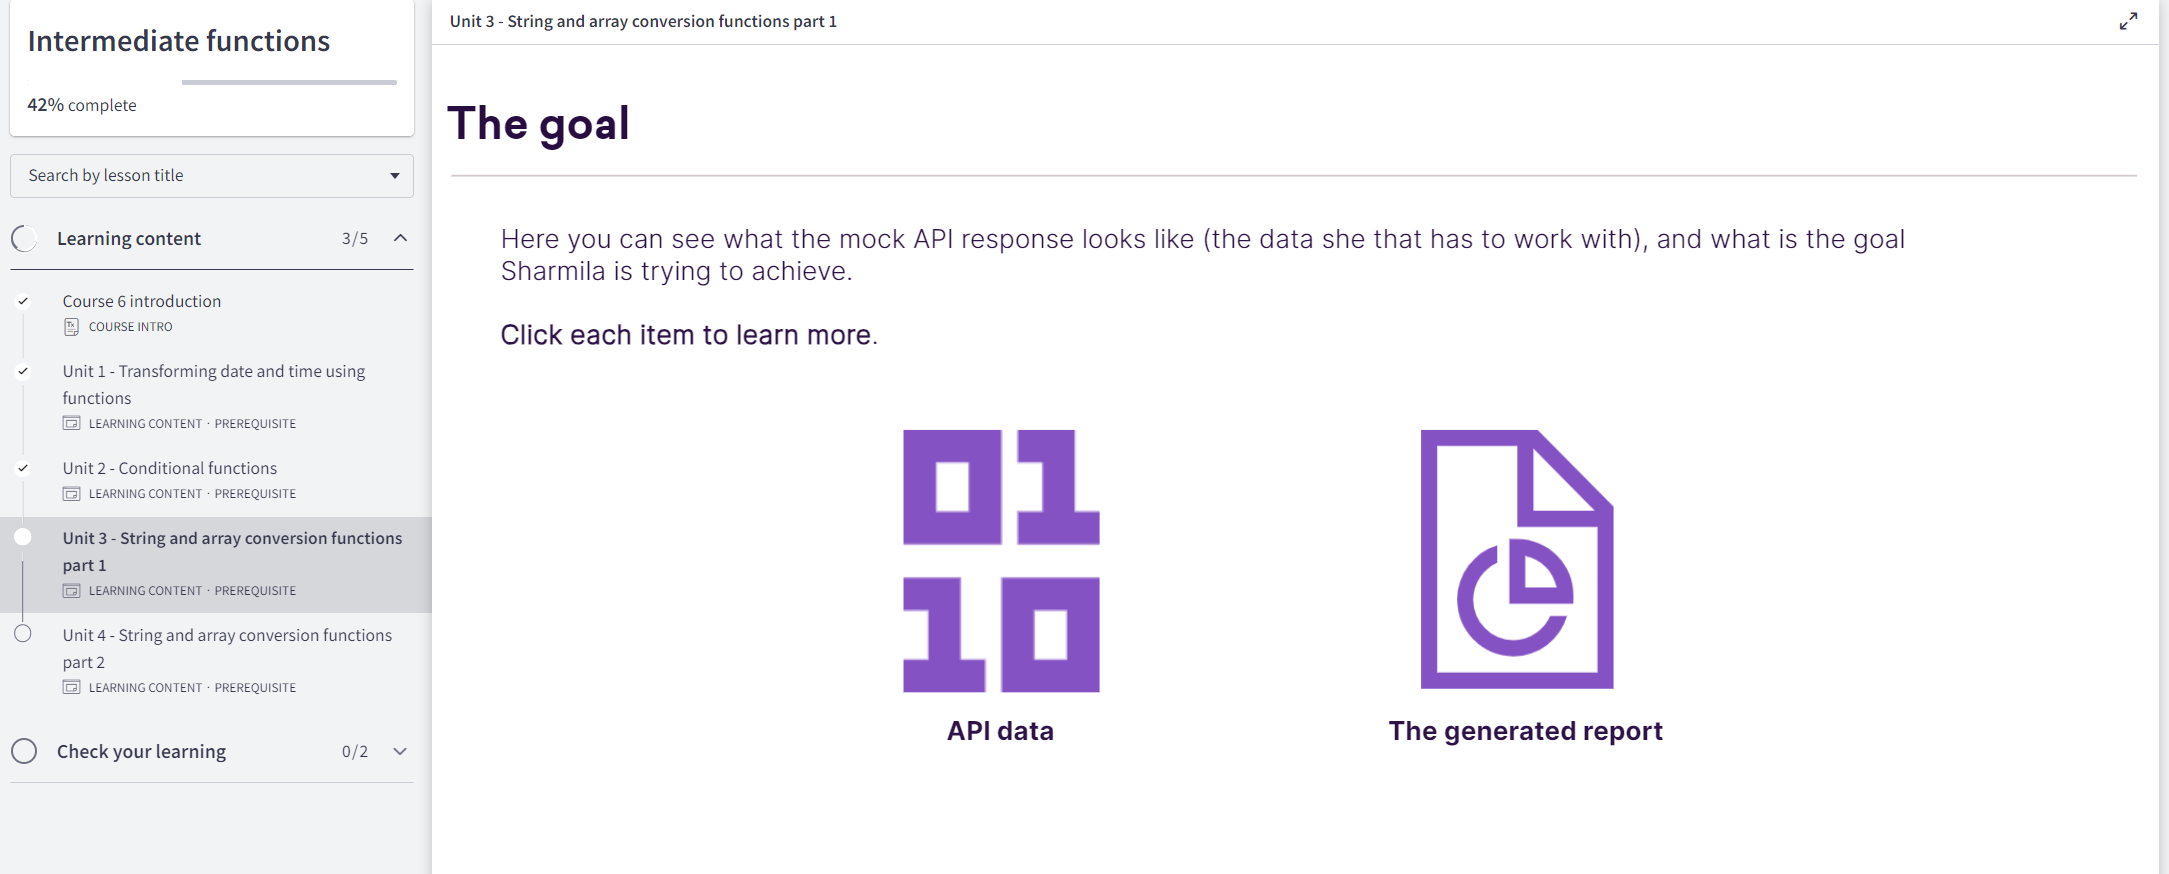 Intermediate functions
42% complete
Search by lesson title
Learning content 3/5
Course 6 introduction
COURSE INTRO
Unit 1 - Transforming date and time using
functions
LEARNING CONTENT · PREREQUISITE
Unit 2 - Conditional functions
LEARNING CONTENT · PREREQUISITE
Unit 3 - String and array conversion functions
part 1
LEARNING CONTENT · PREREQUISITE
Unit 4 - String and array conversion functions
part 2
LEARNING CONTENT · PREREQUISITE
Check your learning 0/2
Unit 3 - String and array conversion functions part 1
The goal
Here you can see what the mock API response looks like (the data she that has to work with), and what is the goal
Sharmila is trying to achieve.
Click each item to learn more.
01
10
API data
The generated report